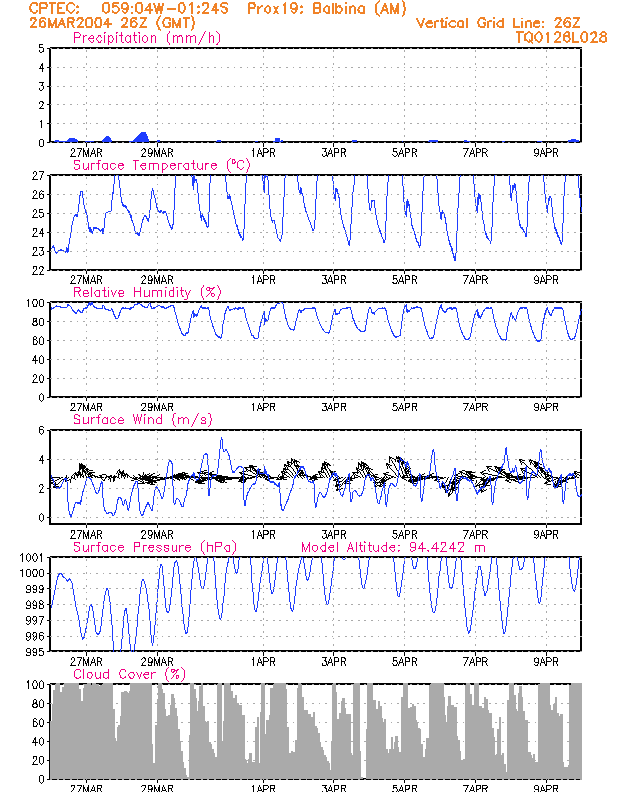 CPTEC: 059:04W-01:24S Prox19: Balbina (AM)
26MAR2004 26Z (GMT) Vertical Grid Line: 26Z
Precipitation (mm/h) TQ0126L028
5
4
3
2
1
0
27MAR 29MAR 1APR 3APR 5APR 7APR 9APR
Surface Temperature (°C)
27
26
25
24
23
22
27MAR 29MAR 1APR 3APR 5APR 7APR 9APR
Relative Humidity (%)
100
80
60
40
20
0
27MAR 29MAR 1APR 3APR 5APR 7APR 9APR
Surface Wind (m/s)
6
4
2
0
27MAR 29MAR 1APR 3APR 5APR 7APR 9APR
Surface Pressure (hPa) Model Altitude: 94.4242 m
1001
1000
999
998
997
996
995
27MAR 29MAR 1APR 3APR 5APR 7APR 9APR
Cloud Cover (%)
100
80
60
40
20
0
27MAR 29MAR 1APR 3APR 5APR 7APR 9APR